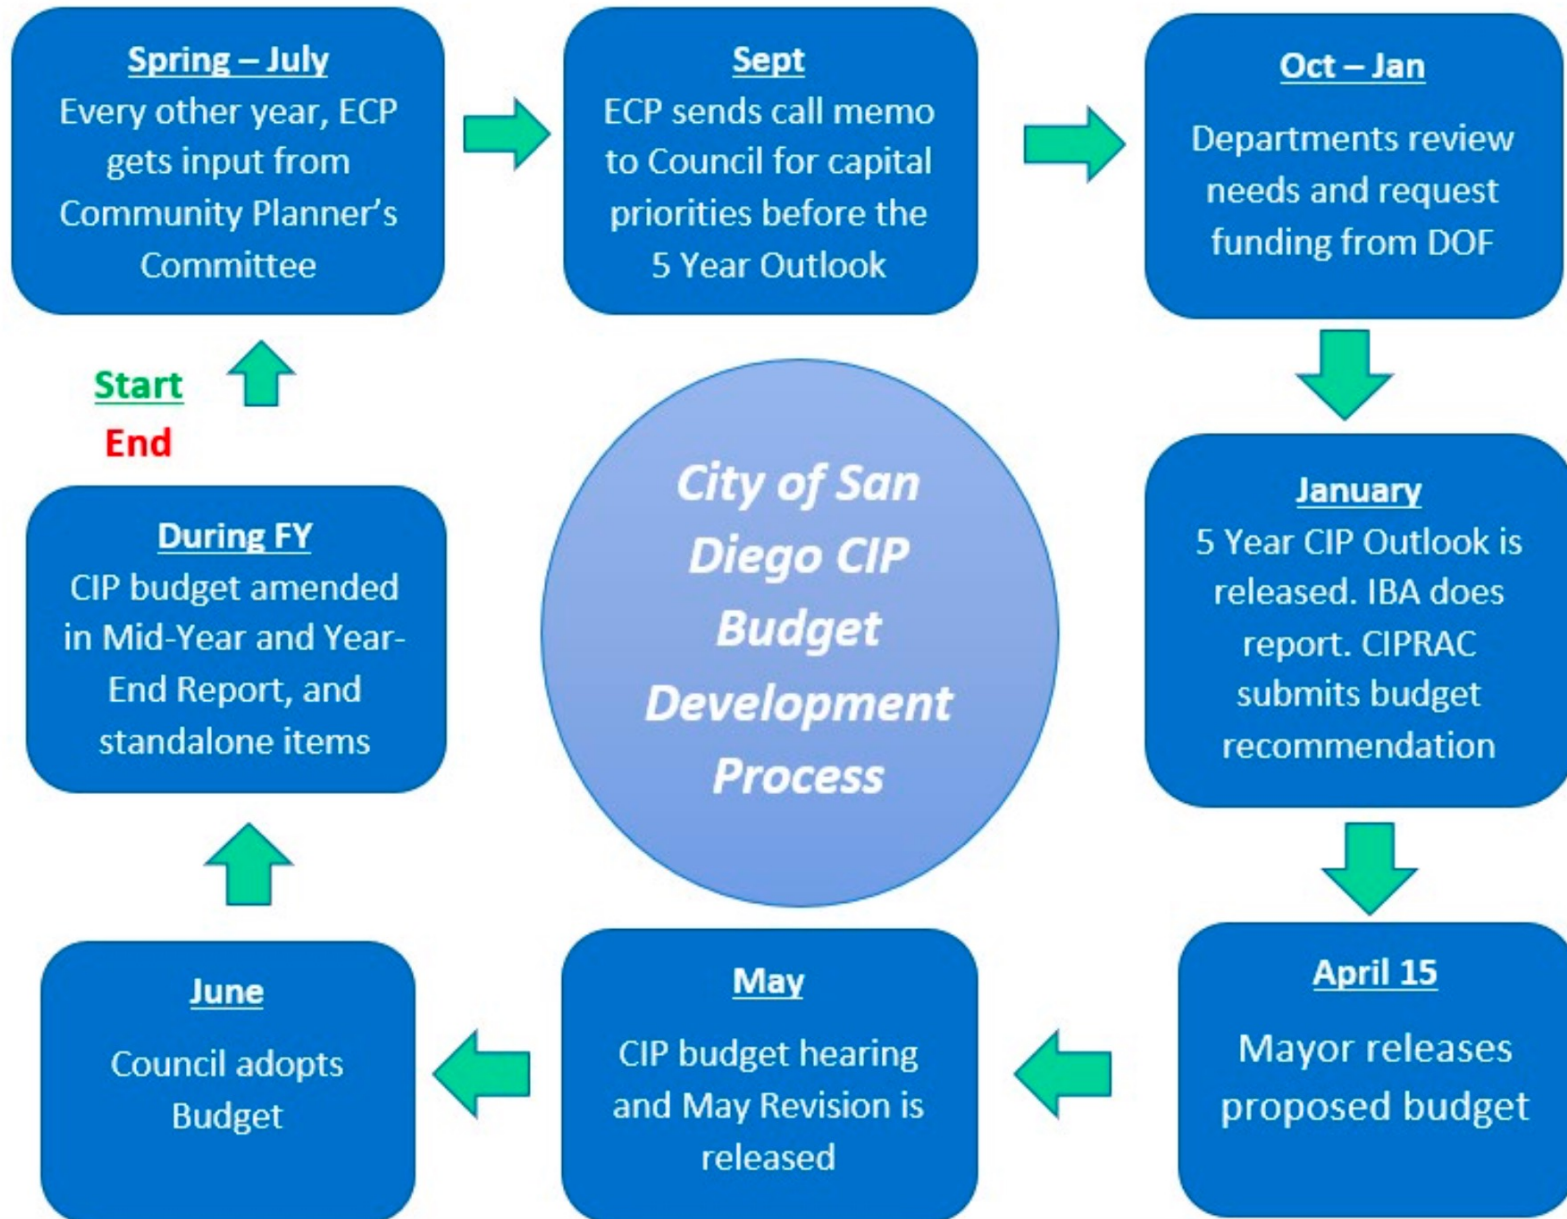 Spring – July
Every other year, ECP
gets input from
Community Planner’s
Committee
Sept
ECP sends call memo
to Council for capital
priorities before the
5 Year Outlook
Oct – Jan
Departments review
needs and request
funding from DOF
January
5 Year CIP Outlook is
released. IBA does
report. CIPRAC
submits budget
recommendation
April 15
Mayor releases
proposed budget
May
CIP budget hearing
and May Revision is
released
June
Council adopts
Budget
During FY
CIP budget amended
in Mid-Year and Year-
End Report, and
standalone items
Start
End
City of San
Diego CIP
Budget
Development
Process